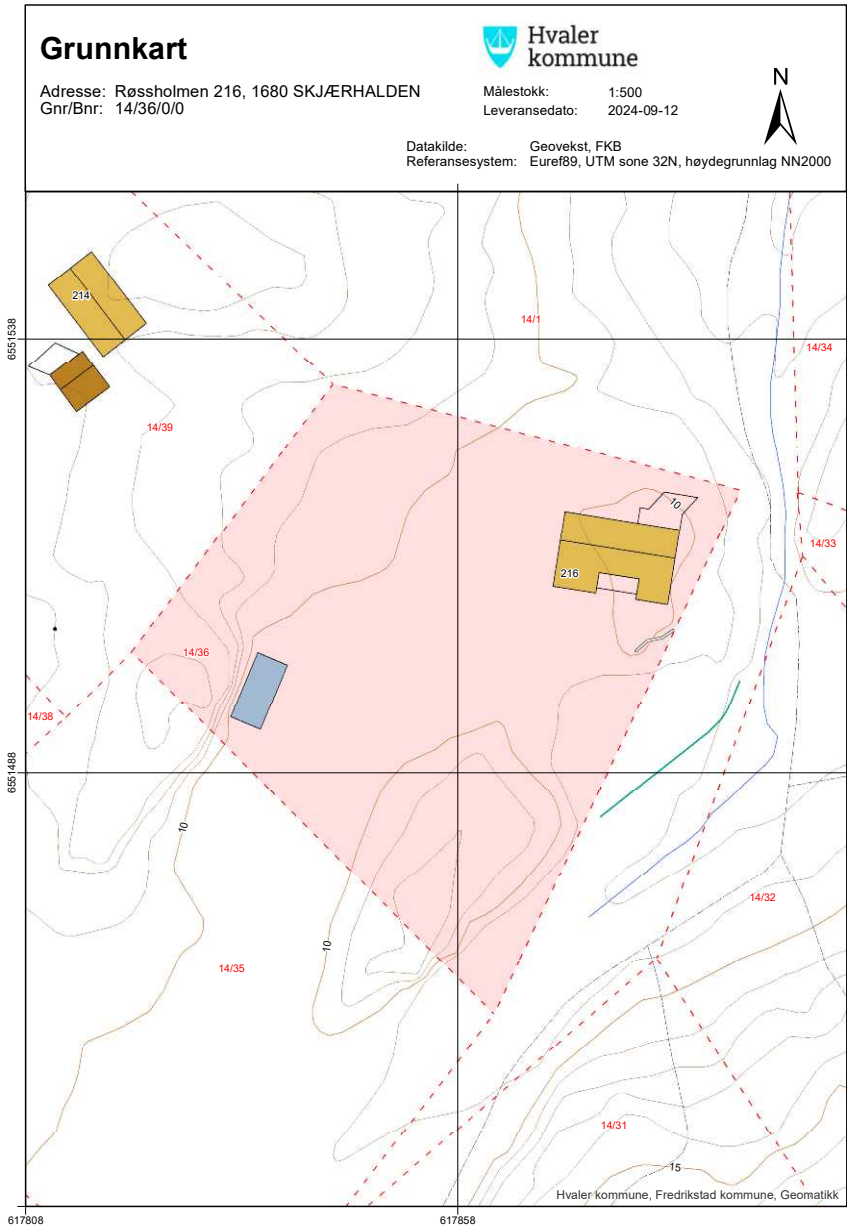 Grunnkart
Hvaler
kommune
Adresse: Røssholmen 216, 1680 SKJÆRHALDEN
Gnr/Bnr: 14/36/0/0
Målestokk: 1:500
Leveransedato: 2024-09-12
N
Datakilde: Geovekst, FKB
Referansesystem: Euref89, UTM sone 32N, høydegrunnlag NN2000
214
14/1
6551538
14/34
14/39
10
14/33
216
14/36
14/38
6551488
10
14/32
10
14/35
14/31
15
Hvaler kommune, Fredrikstad kommune, Geomatikk
617808
617858